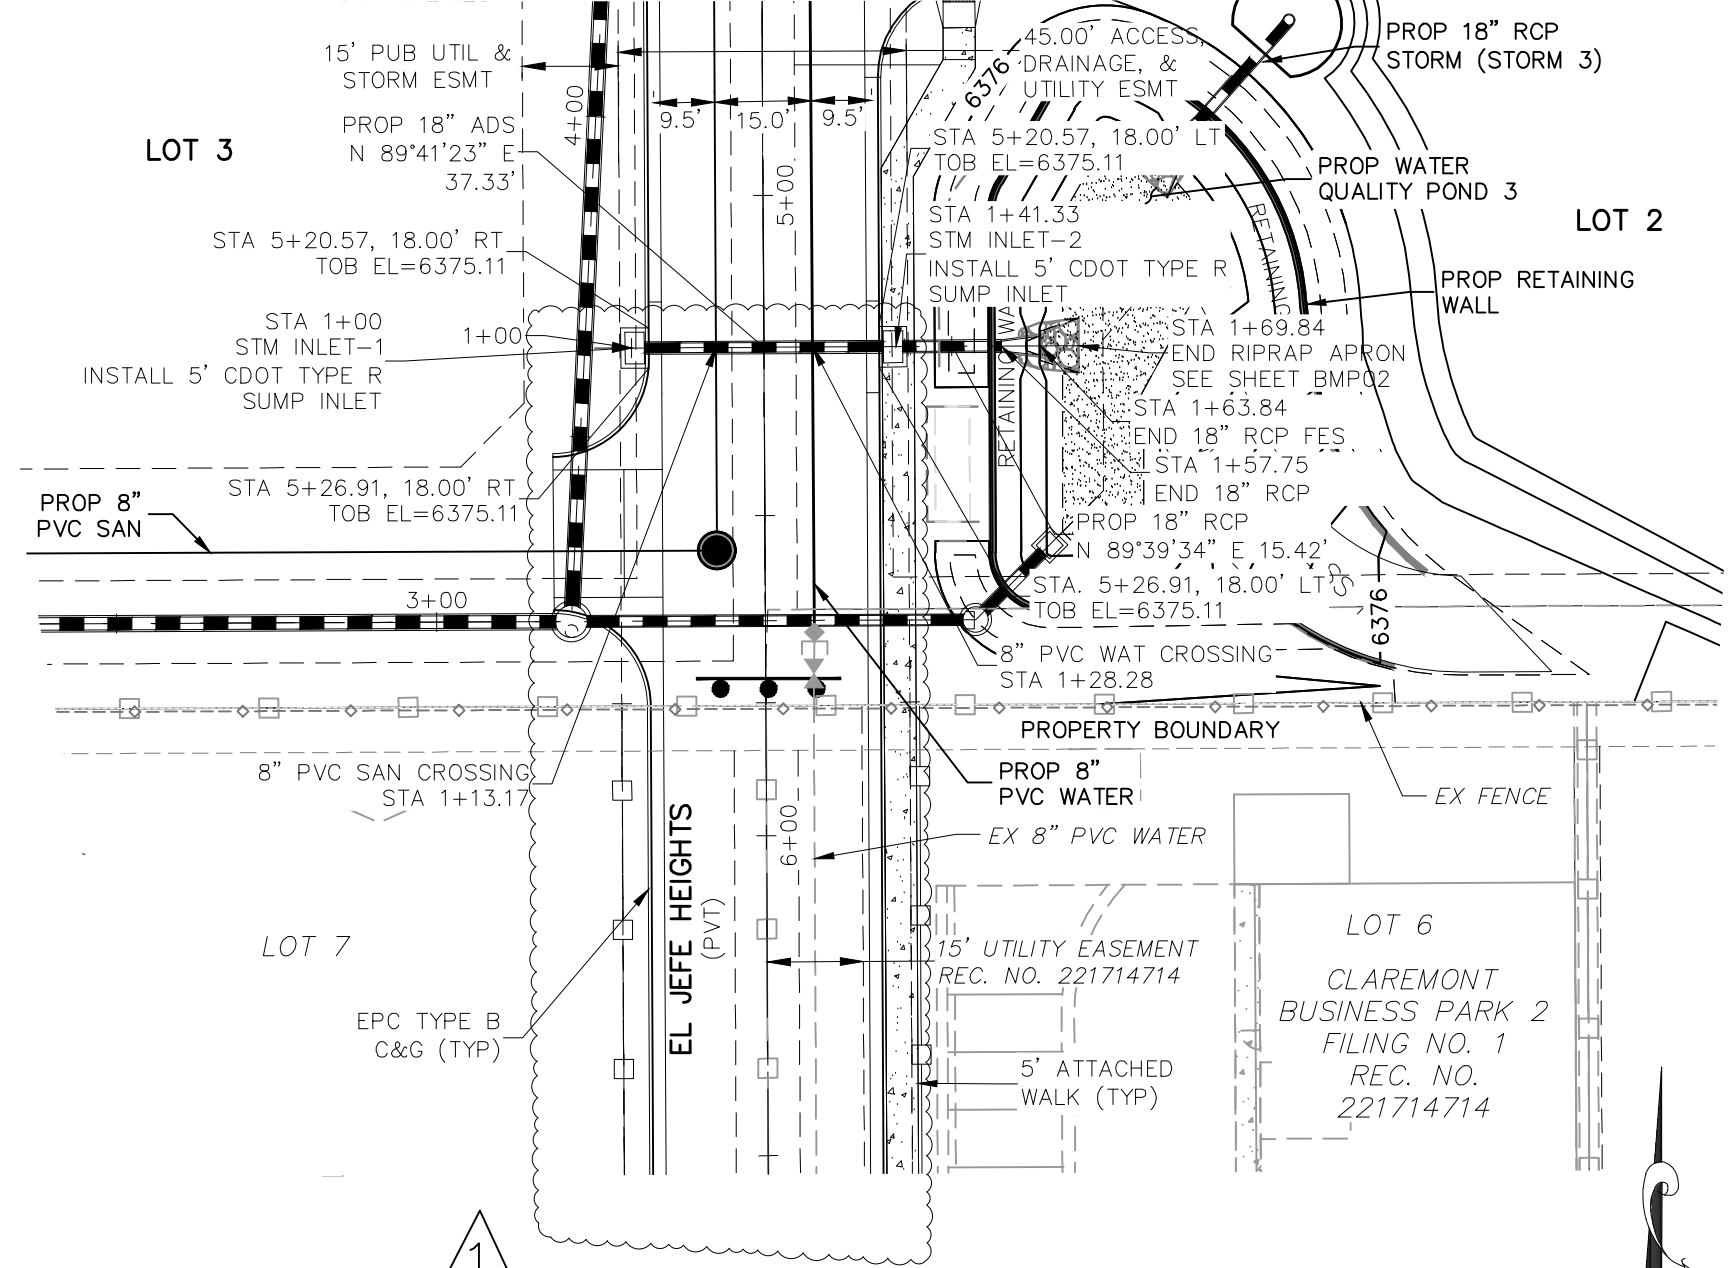 15' PUB UTIL &
STORM ESMT
45.00' ACCESS,
DRAINAGE, &
UTILITY ESMT
6376
PROP 18" RCP
STORM (STORM 3)
4+00
9.5'
15.0'
9.5'
LOT 3
PROP 18" ADS
N 89°41'23" E
37.33'
5+00
STA 5+20.57, 18.00' LT
TOB EL=6375.11
PROP WATER
QUALITY POND 3
LOT 2
STA 1+41.33
STM INLET-2
INSTALL 5' CDOT TYPE R
SUMP INLET
RETAINING
STA 5+20.57, 18.00' RT
TOB EL=6375.11
PROP RETAINING
WALL
STA 1+00
STM INLET-1
INSTALL 5' CDOT TYPE R
SUMP INLET
1+00
RETAINING WA
STA 1+69.84
END RIPRAP APRON
SEE SHEET BMP02
STA 1+63.84
END 18" RCP FES
STA 1+57.75
END 18" RCP
PROP 18" RCP
N 89°39'34" E 15.42'
STA 5+26.91, 18.00' RT
TOB EL=6375.11
PROP 8"
PVC SAN
STA. 5+26.91, 18.00' LT
TOB EL=6375.11
6376
3+00
8" PVC WAT CROSSING
STA 1+28.28
PROPERTY BOUNDARY
8" PVC SAN CROSSING
STA 1+13.17
PROP 8"
PVC WATER
EX FENCE
EX 8" PVC WATER
6+00
EL JEFE HEIGHTS
(PVT)
LOT 7
15' UTILITY EASEMENT
REC. NO. 221714714
LOT 6
CLAREMONT
BUSINESS PARK 2
FILING NO. 1
REC. NO.
221714714
EPC TYPE B
C&G (TYP)
5' ATTACHED
WALK (TYP)
1